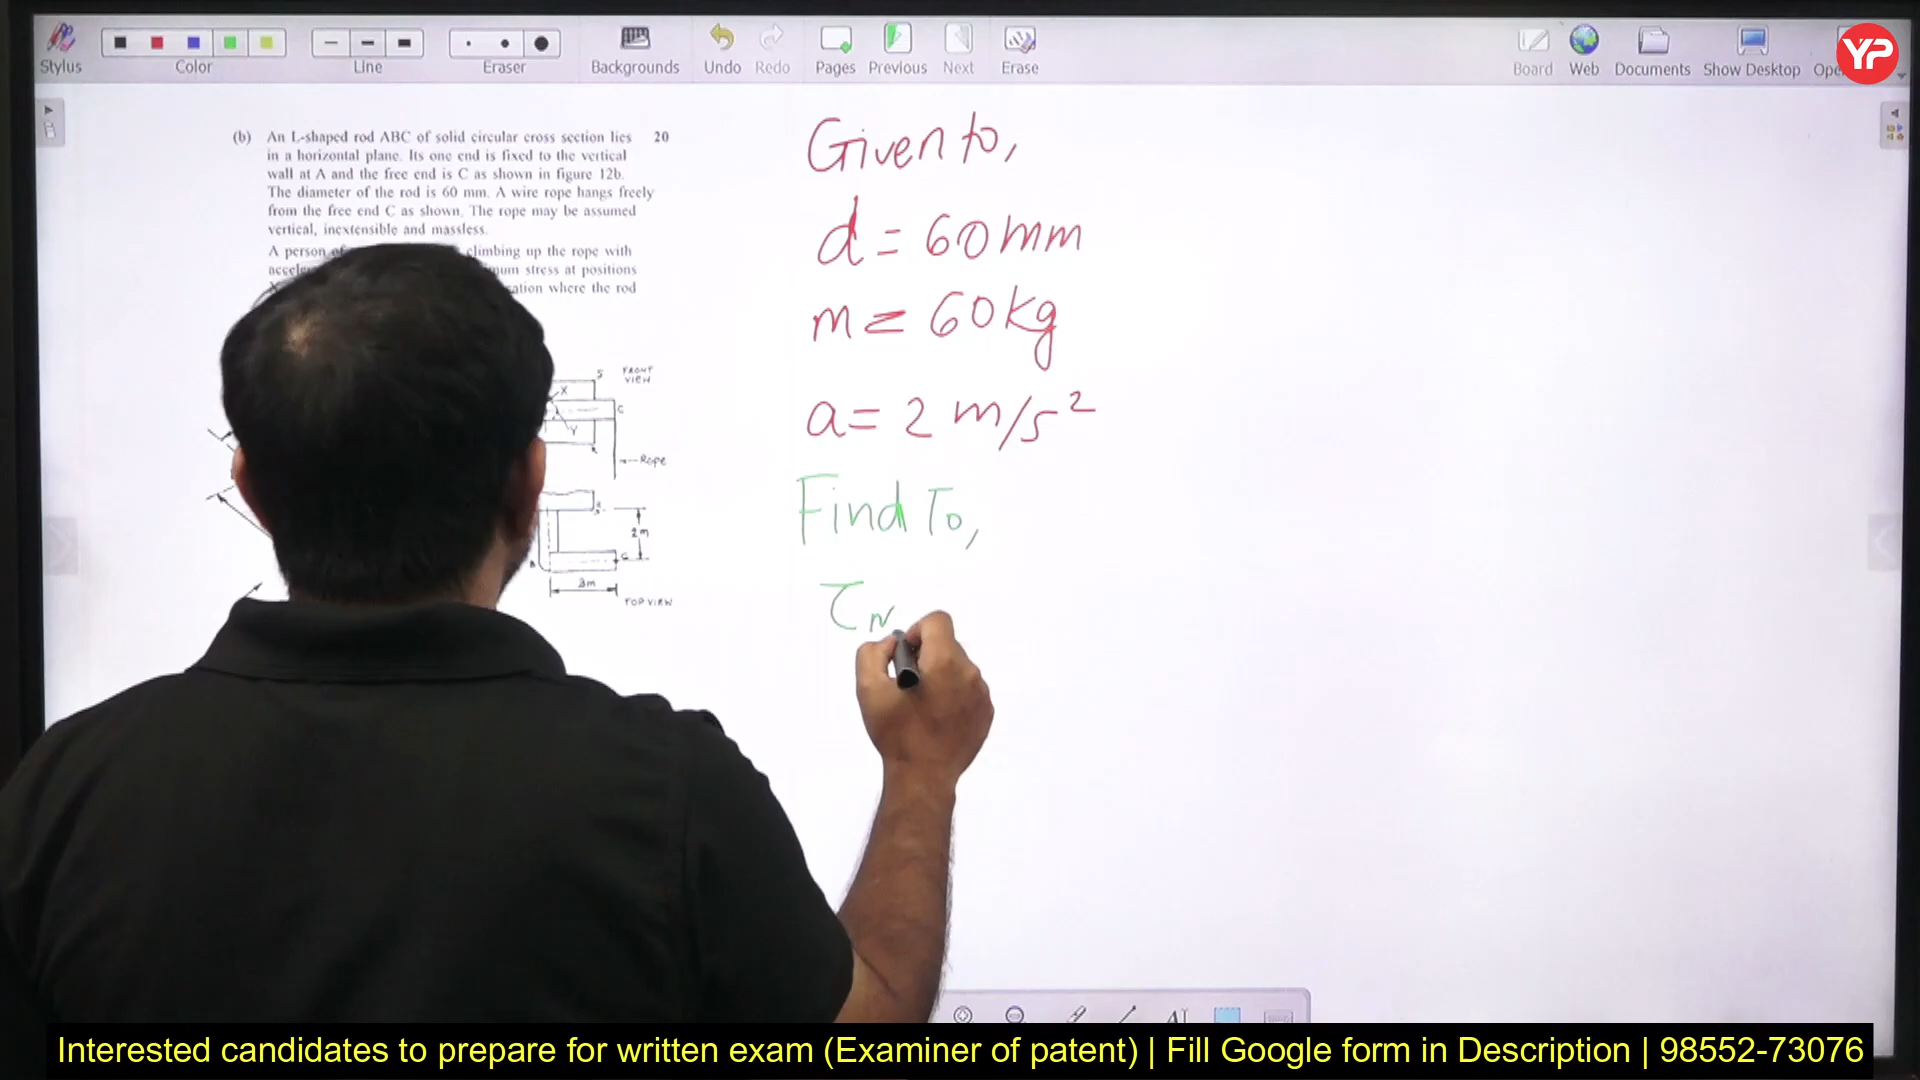 Stylus
Color
Line
Eraser
Backgrounds
Undo
Redo
Pages
Previous
Next
Erase
Board
Web
Documents
Show Desktop
YP
(b) An L-shaped rod ABC of solid circular cross section lies 20
in a horizontal plane. Its one end is fixed to the vertical
wall at A and the free end is C as shown in figure 12b.
The diameter of the rod is 60 mm. A wire rope hangs freely
from the free end C as shown. The rope may be assumed
vertical, inextensible and massless.
A person climbing up the rope with
stress at positions
where the rod
Given to,
d = 60mm
m = 60kg
a = 2 m/s²
Find To,
S
FRONT
VIEW
X
C
Y
Rope
2m
C
3m
TOP VIEW
Interested candidates to prepare for written exam (Examiner of patent) | Fill Google form in Description | 98552-73076